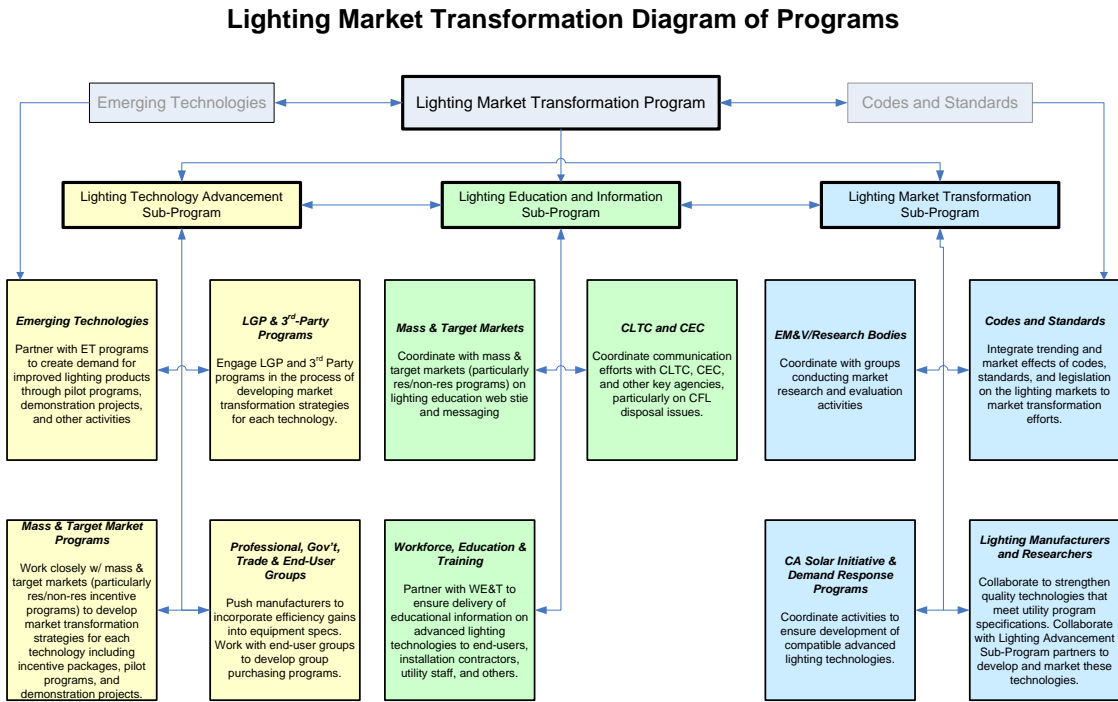 Lighting Market Transformation Diagram of Programs
Emerging Technologies
Lighting Market Transformation Program
Codes and Standards
Lighting Technology Advancement
Sub-Program
Lighting Education and Information
Sub-Program
Lighting Market Transformation
Sub-Program
Emerging Technologies
Partner with ET programs
to create demand for
improved lighting products
through pilot programs,
demonstration projects,
and other activities
LGP & 3rd-Party
Programs
Engage LGP and 3rd Party
programs in the process of
developing market
transformation strategies
for each technology.
Mass & Target Markets
Coordinate with mass &
target markets (particularly
res/non-res programs) on
lighting education web stie
and messaging
CLTC and CEC
Coordinate communication
efforts with CLTC, CEC,
and other key agencies,
particularly on CFL
disposal issues.
EM&V/Research Bodies
Coordinate with groups
conducting market
research and evaluation
activities
Codes and Standards
Integrate trending and
market effects of codes,
standards, and legislation
on the lighting markets to
market transformation
efforts.
Mass & Target Market
Programs
Work closely w/ mass &
target markets (particularly
res/non-res incentive
programs) to develop
market transformation
strategies for each
technology including
incentive packages, pilot
programs, and
demonstration projects.
Professional, Gov't,
Trade & End-User
Groups
Push manufacturers to
incorporate efficiency gains
into equipment specs.
Work with end-user groups
to develop group
purchasing programs.
Workforce, Education &
Training
Partner with WE&T to
ensure delivery of
educational information on
advanced lighting
technologies to end-users,
installation contractors,
utility staff, and others.
CA Solar Initiative &
Demand Response
Programs
Coordinate activities to
ensure development of
compatible advanced
lighting technologies.
Lighting Manufacturers
and Researchers
Collaborate to strengthen
quality technologies that
meet utility program
specifications. Collaborate
with Lighting Advancement
Sub-Program partners to
develop and market these
technologies.